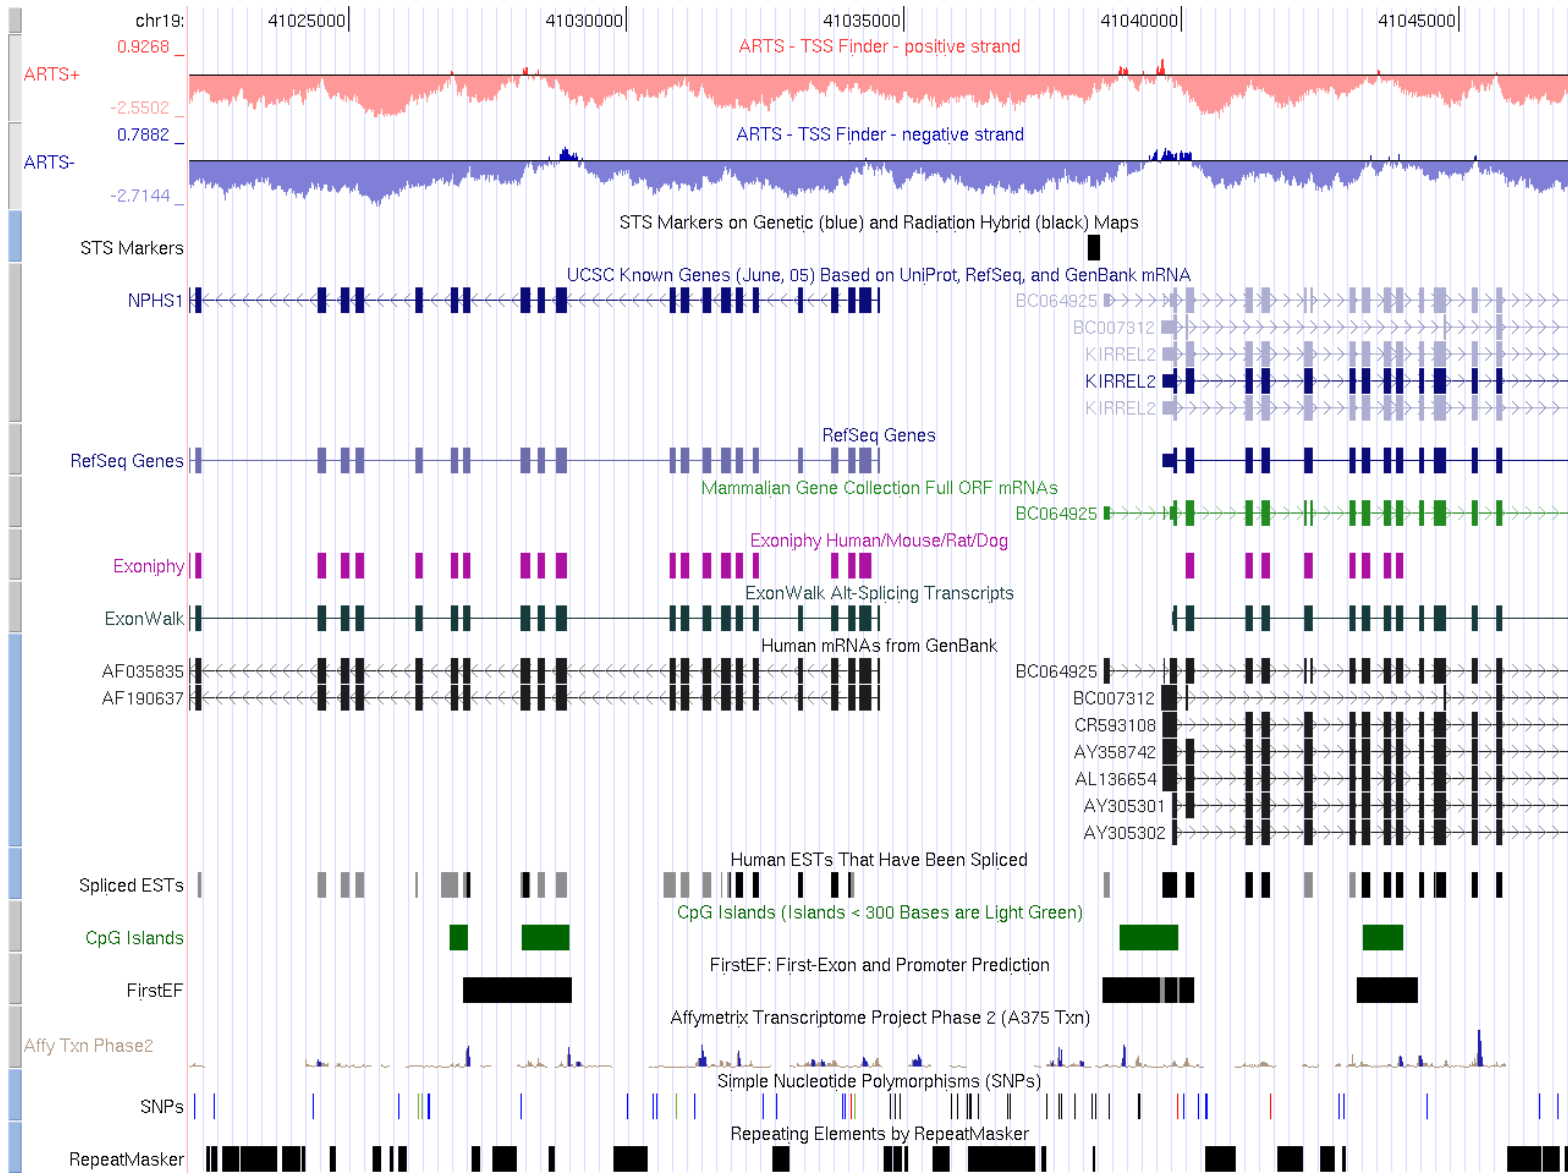 chr19: 41025000 41030000 41035000 41040000 41045000
0.9268 _ ARTS - TSS Finder - positive strand
ARTS+
-2.5502 _
0.7882 _ ARTS - TSS Finder - negative strand
ARTS-
-2.7144 _
STS Markers on Genetic (blue) and Radiation Hybrid (black) Maps
STS Markers
UCSC Known Genes (June, 05) Based on UniProt, RefSeq, and GenBank mRNA
NPHS1 BC064925
BC007312
KIRREL2
KIRREL2
KIRREL2
RefSeq Genes
RefSeq Genes
Mammalian Gene Collection Full ORF mRNAs
BC064925
Exoniphy Human/Mouse/Rat/Dog
Exoniphy
ExonWalk Alt-Splicing Transcripts
ExonWalk
Human mRNAs from GenBank
AF035835 BC064925
AF190637 BC007312
CR593108
AY358742
AL136654
AY305301
AY305302
Human ESTs That Have Been Spliced
Spliced ESTs
CpG Islands (Islands < 300 Bases are Light Green)
CpG Islands
FirstEF: First-Exon and Promoter Prediction
FirstEF
Affymetrix Transcriptome Project Phase 2 (A375 Txn)
Affy Txn Phase2
Simple Nucleotide Polymorphisms (SNPs)
SNPs
Repeating Elements by RepeatMasker
RepeatMasker